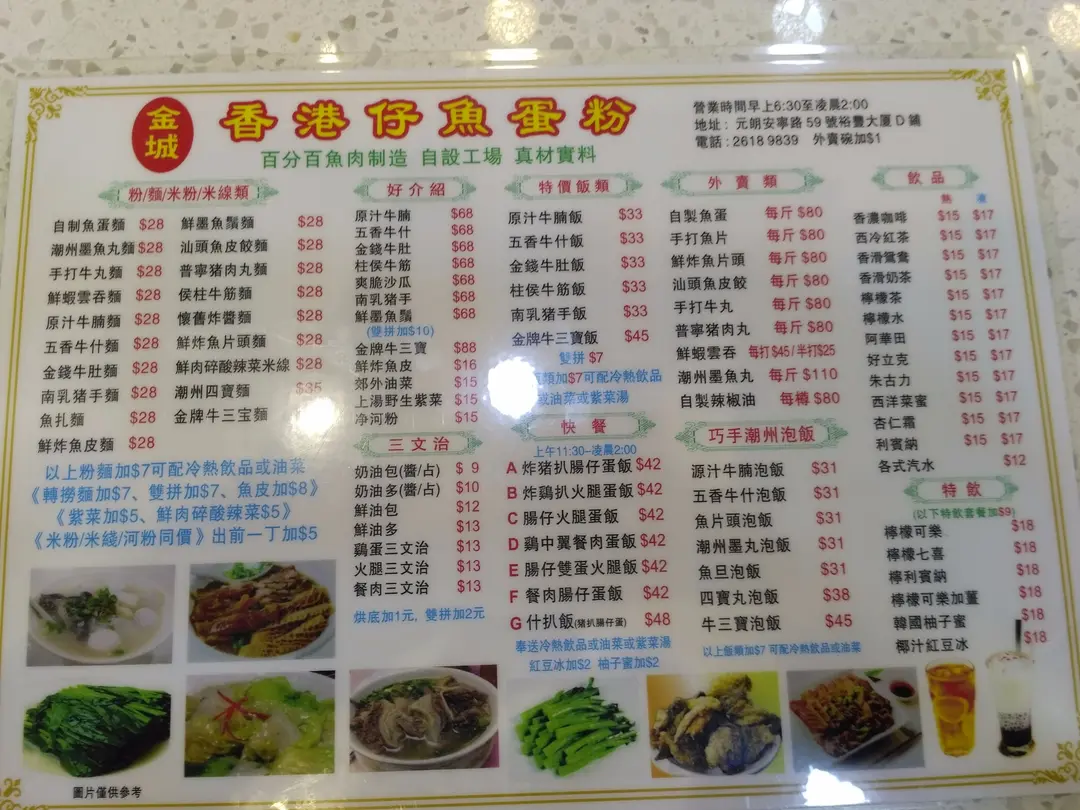 金城
香港仔魚蛋粉
百分百魚肉制造 自設工場 真材實料
營業時間早上6:30至凌晨2:00
地址：元朗安寧路 59 號裕豐大厦 D 鋪
電話：2618 9839 外賣碗加$1
粉/麵/米粉/米線類
自制魚蛋麵 $28 鮮墨魚鬚麵 $28
潮州墨魚丸麵 $28 汕頭魚皮餃麵 $28
手打牛丸麵 $28 普寧猪肉丸麵 $28
鮮蝦雲吞麵 $28 侯柱牛筋麵 $28
原汁牛腩麵 $28 懷舊炸醬麵 $28
五香牛什麵 $28 鮮炸魚片頭麵 $28
金錢牛肚麵 $28 鮮肉碎酸辣菜米線 $28
南乳猪手麵 $28 潮州四寶麵 $35
魚扎麵 $28 金牌牛三宝麵
鮮炸魚皮麵 $28
以上粉麵加$7可配冷熱飲品或油菜
《轉撈麵加$7、雙拼加$7、魚皮加$8》
《紫菜加$5、鮮肉碎酸辣菜$5》
《米粉/米綫/河粉同價》出前一丁加$5
好介紹
原汁牛腩 $68
五香牛什 $68
金錢牛肚 $68
柱侯牛筋 $68
爽脆沙瓜 $68
南乳猪手 $68
鮮墨魚鬚 $68
(雙拼加$10)
金牌牛三寶 $88
鮮炸魚皮 $16
郊外油菜 $15
上湯野生紫菜 $15
净河粉 $15
三文治
奶油包(醬/占) $ 9
奶油多(醬/占) $10
鮮油包 $12
鮮油多 $13
鷄蛋三文治 $13
火腿三文治 $13
餐肉三文治 $13
烘底加1元, 雙拼加2元
特價飯類
原汁牛腩飯 $33
五香牛什飯 $33
金錢牛肚飯 $33
柱侯牛筋飯 $33
南乳猪手飯 $33
金牌牛三寶飯 $45
雙拼 $7
類加$7可配冷熱飲品
或油菜或紫菜湯
快餐
上午11:30–凌晨2:00
A 炸猪扒腸仔蛋飯 $42
B 炸鷄扒火腿蛋飯 $42
C 腸仔火腿蛋飯 $42
D 鷄中翼餐肉蛋飯 $42
E 腸仔雙蛋火腿飯 $42
F 餐肉腸仔蛋飯 $42
G 什扒飯(猪扒腸仔蛋) $48
奉送冷熱飲品或油菜或紫菜湯
紅豆冰加$2 柚子蜜加$2
外賣類
自製魚蛋 每斤 $80
手打魚片 每斤 $80
鮮炸魚片頭 每斤 $80
汕頭魚皮餃 每斤 $80
手打牛丸 每斤 $80
普寧猪肉丸 每斤 $80
鮮蝦雲吞 每打 $45 / 半打$25
潮州墨魚丸 每斤 $110
自製辣椒油 每樽 $80
巧手潮州泡飯
源汁牛腩泡飯 $31
五香牛什泡飯 $31
魚片頭泡飯 $31
潮州墨丸泡飯 $31
魚旦泡飯 $31
四寶丸泡飯 $38
牛三寶泡飯 $45
以上飯類加$7 可配冷熱飲品或油菜
飲品
熱 凍
香濃咖啡 $15 $17
西冷紅茶 $15 $17
香滑鴛鴦 $15 $17
香滑奶茶 $15 $17
檸檬茶 $15 $17
檸檬水 $15 $17
阿華田 $15 $17
好立克 $15 $17
朱古力 $15 $17
西洋菜蜜 $15 $17
杏仁霜 $15 $17
利賓納 $15 $17
各式汽水 $12
特飲
(以下特飲套餐加$9)
檸檬可樂 $18
檸檬七喜 $18
檸利賓納 $18
檸檬可樂加薑 $18
韓國柚子蜜 $18
椰汁紅豆冰 $18
圖片僅供參考